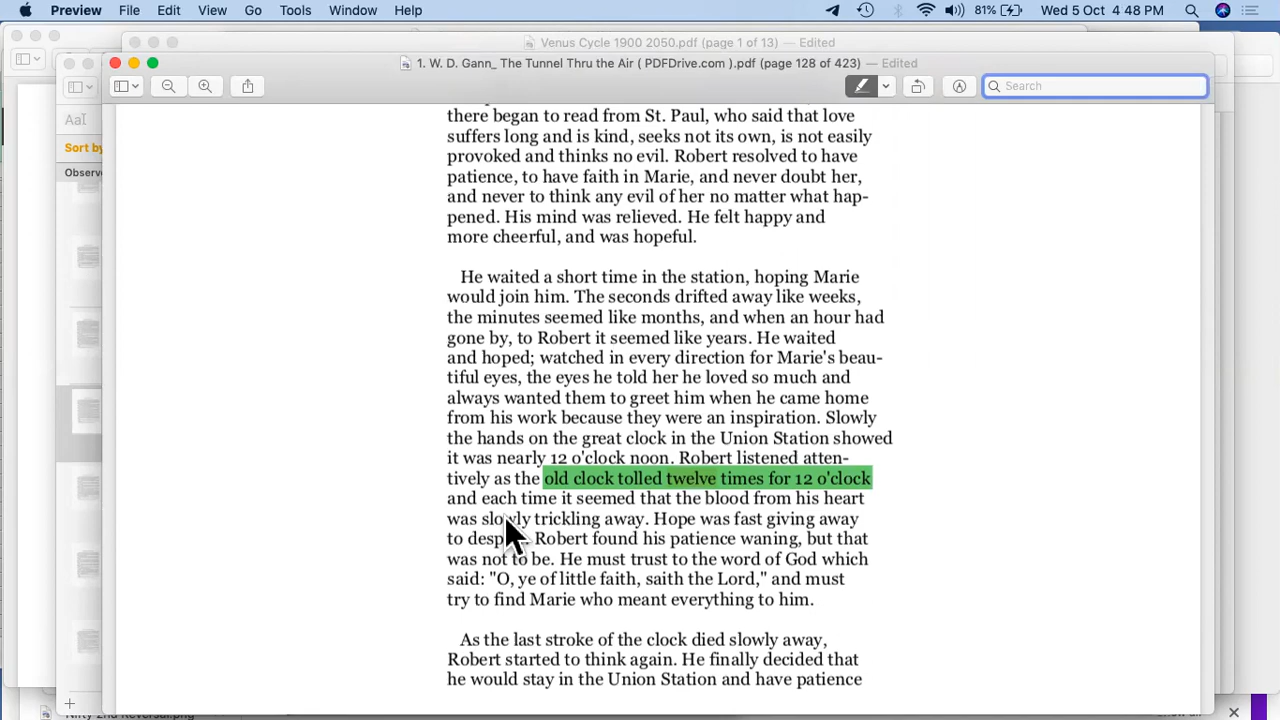 Preview File Edit View Go Tools Window Help 81% Wed 5 Oct 4:48 PM
Venus Cycle 1900 2050.pdf (page 1 of 13) — Edited
1. W. D. Gann_ The Tunnel Thru the Air ( PDFDrive.com ).pdf (page 128 of 423) — Edited
Search
Sort by
Observe
there began to read from St. Paul, who said that love
suffers long and is kind, seeks not its own, is not easily
provoked and thinks no evil. Robert resolved to have
patience, to have faith in Marie, and never doubt her,
and never to think any evil of her no matter what hap-
pened. His mind was relieved. He felt happy and
more cheerful, and was hopeful.
He waited a short time in the station, hoping Marie
would join him. The seconds drifted away like weeks,
the minutes seemed like months, and when an hour had
gone by, to Robert it seemed like years. He waited
and hoped; watched in every direction for Marie's beau-
tiful eyes, the eyes he told her he loved so much and
always wanted them to greet him when he came home
from his work because they were an inspiration. Slowly
the hands on the great clock in the Union Station showed
it was nearly 12 o'clock noon. Robert listened atten-
tively as the old clock tolled twelve times for 12 o'clock
and each time it seemed that the blood from his heart
was slowly trickling away. Hope was fast giving away
to desp Robert found his patience waning, but that
was not to be. He must trust to the word of God which
said: "O, ye of little faith, saith the Lord," and must
try to find Marie who meant everything to him.
As the last stroke of the clock died slowly away,
Robert started to think again. He finally decided that
he would stay in the Union Station and have patience